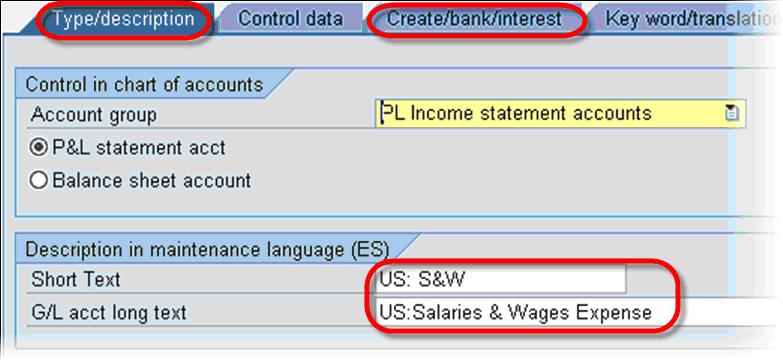 Type/description Control data Create/bank/interest Key word/translation
Control in chart of accounts
Account group PL Income statement accounts
P&L statement acct
Balance sheet account
Description in maintenance language (ES)
Short Text US: S&W
G/L acct long text US:Salaries & Wages Expense